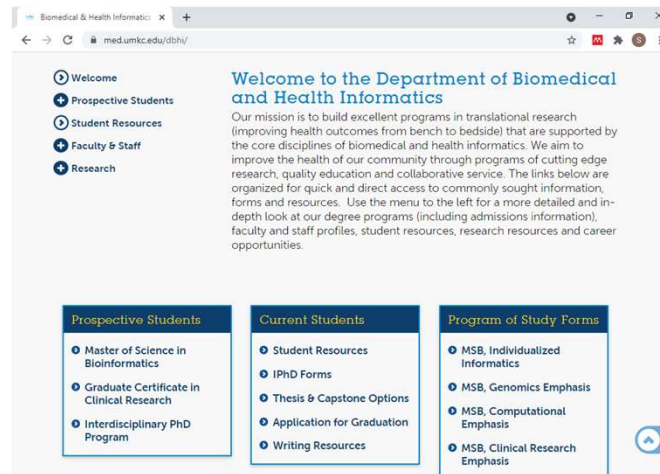 Biomedical & Health Informatics
med.umkc.edu/dbhi/
Welcome
Prospective Students
Student Resources
Faculty & Staff
Research
Welcome to the Department of Biomedical
and Health Informatics
Our mission is to build excellent programs in translational research
(improving health outcomes from bench to bedside) that are supported by
the core disciplines of biomedical and health informatics. We aim to
improve the health of our community through programs of cutting edge
research, quality education and collaborative service. The links below are
organized for quick and direct access to commonly sought information,
forms and resources. Use the menu to the left for a more detailed and in-
depth look at our degree programs (including admissions information),
faculty and staff profiles, student resources, research resources and career
opportunities.
Prospective Students
Master of Science in
Bioinformatics
Graduate Certificate in
Clinical Research
Interdisciplinary PhD
Program
Current Students
Student Resources
IPhD Forms
Thesis & Capstone Options
Application for Graduation
Writing Resources
Program of Study Forms
MSB, Individualized
Informatics
MSB, Genomics Emphasis
MSB, Computational
Emphasis
MSB, Clinical Research
Emphasis